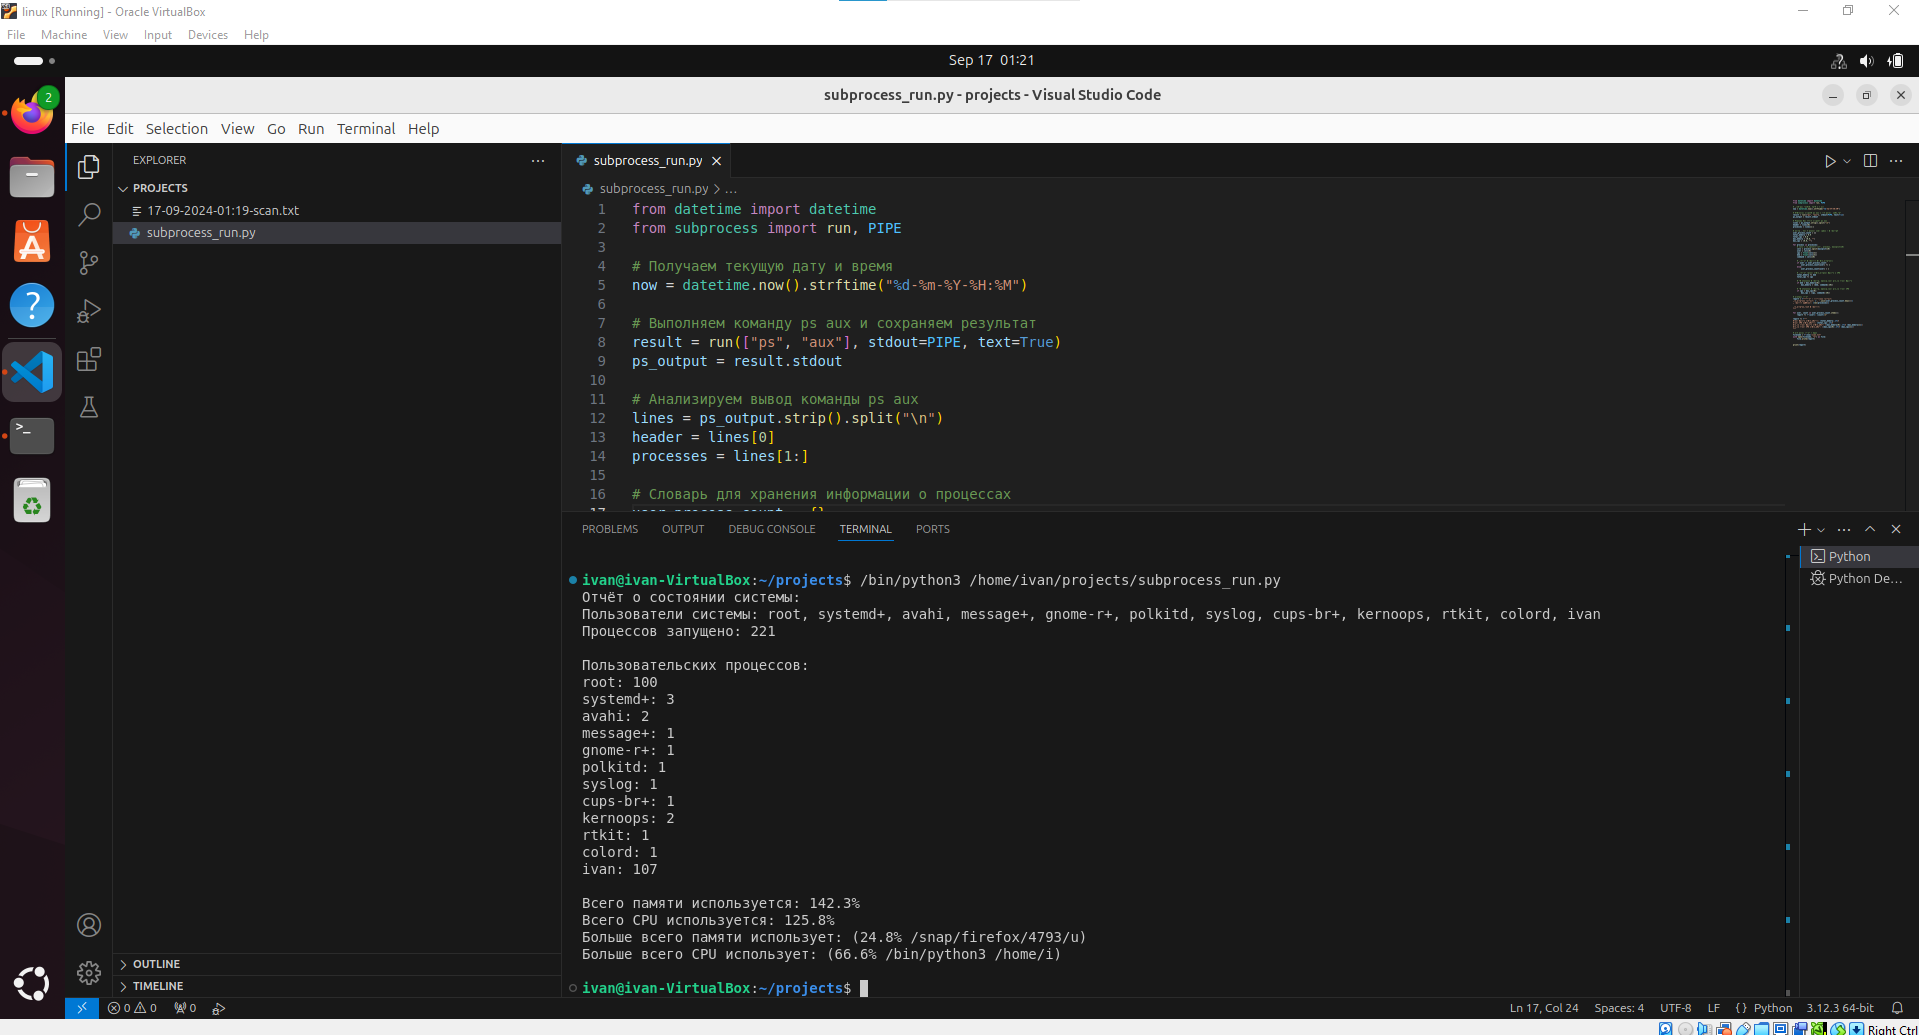 linux [Running] - Oracle VirtualBox
File Machine View Input Devices Help
Sep 17 01:21
2
subprocess_run.py - projects - Visual Studio Code
File Edit Selection View Go Run Terminal Help
EXPLORER
PROJECTS
17-09-2024-01:19-scan.txt
subprocess_run.py
OUTLINE
TIMELINE
subprocess_run.py
subprocess_run.py > ...
1 from datetime import datetime
2 from subprocess import run, PIPE
3
4 # Получаем текущую дату и время
5 now = datetime.now().strftime("%d-%m-%Y-%H:%M")
6
7 # Выполняем команду ps aux и сохраняем результат
8 result = run(["ps", "aux"], stdout=PIPE, text=True)
9 ps_output = result.stdout
10
11 # Анализируем вывод команды ps aux
12 lines = ps_output.strip().split("\n")
13 header = lines[0]
14 processes = lines[1:]
15
16 # Словарь для хранения информации о процессах
PROBLEMS OUTPUT DEBUG CONSOLE TERMINAL PORTS
Python
Python De...
ivan@ivan-VirtualBox:~/projects$ /bin/python3 /home/ivan/projects/subprocess_run.py
Отчёт о состоянии системы:
Пользователи системы: root, systemd+, avahi, message+, gnome-r+, polkitd, syslog, cups-br+, kernoops, rtkit, colord, ivan
Процессов запущено: 221
Пользовательских процессов:
root: 100
systemd+: 3
avahi: 2
message+: 1
gnome-r+: 1
polkitd: 1
syslog: 1
cups-br+: 1
kernoops: 2
rtkit: 1
colord: 1
ivan: 107
Всего памяти используется: 142.3%
Всего CPU используется: 125.8%
Больше всего памяти использует: (24.8% /snap/firefox/4793/u)
Больше всего CPU использует: (66.6% /bin/python3 /home/i)
ivan@ivan-VirtualBox:~/projects$
0 0 0 Ln 17, Col 24 Spaces: 4 UTF-8 LF {} Python 3.12.3 64-bit
Right Ctrl